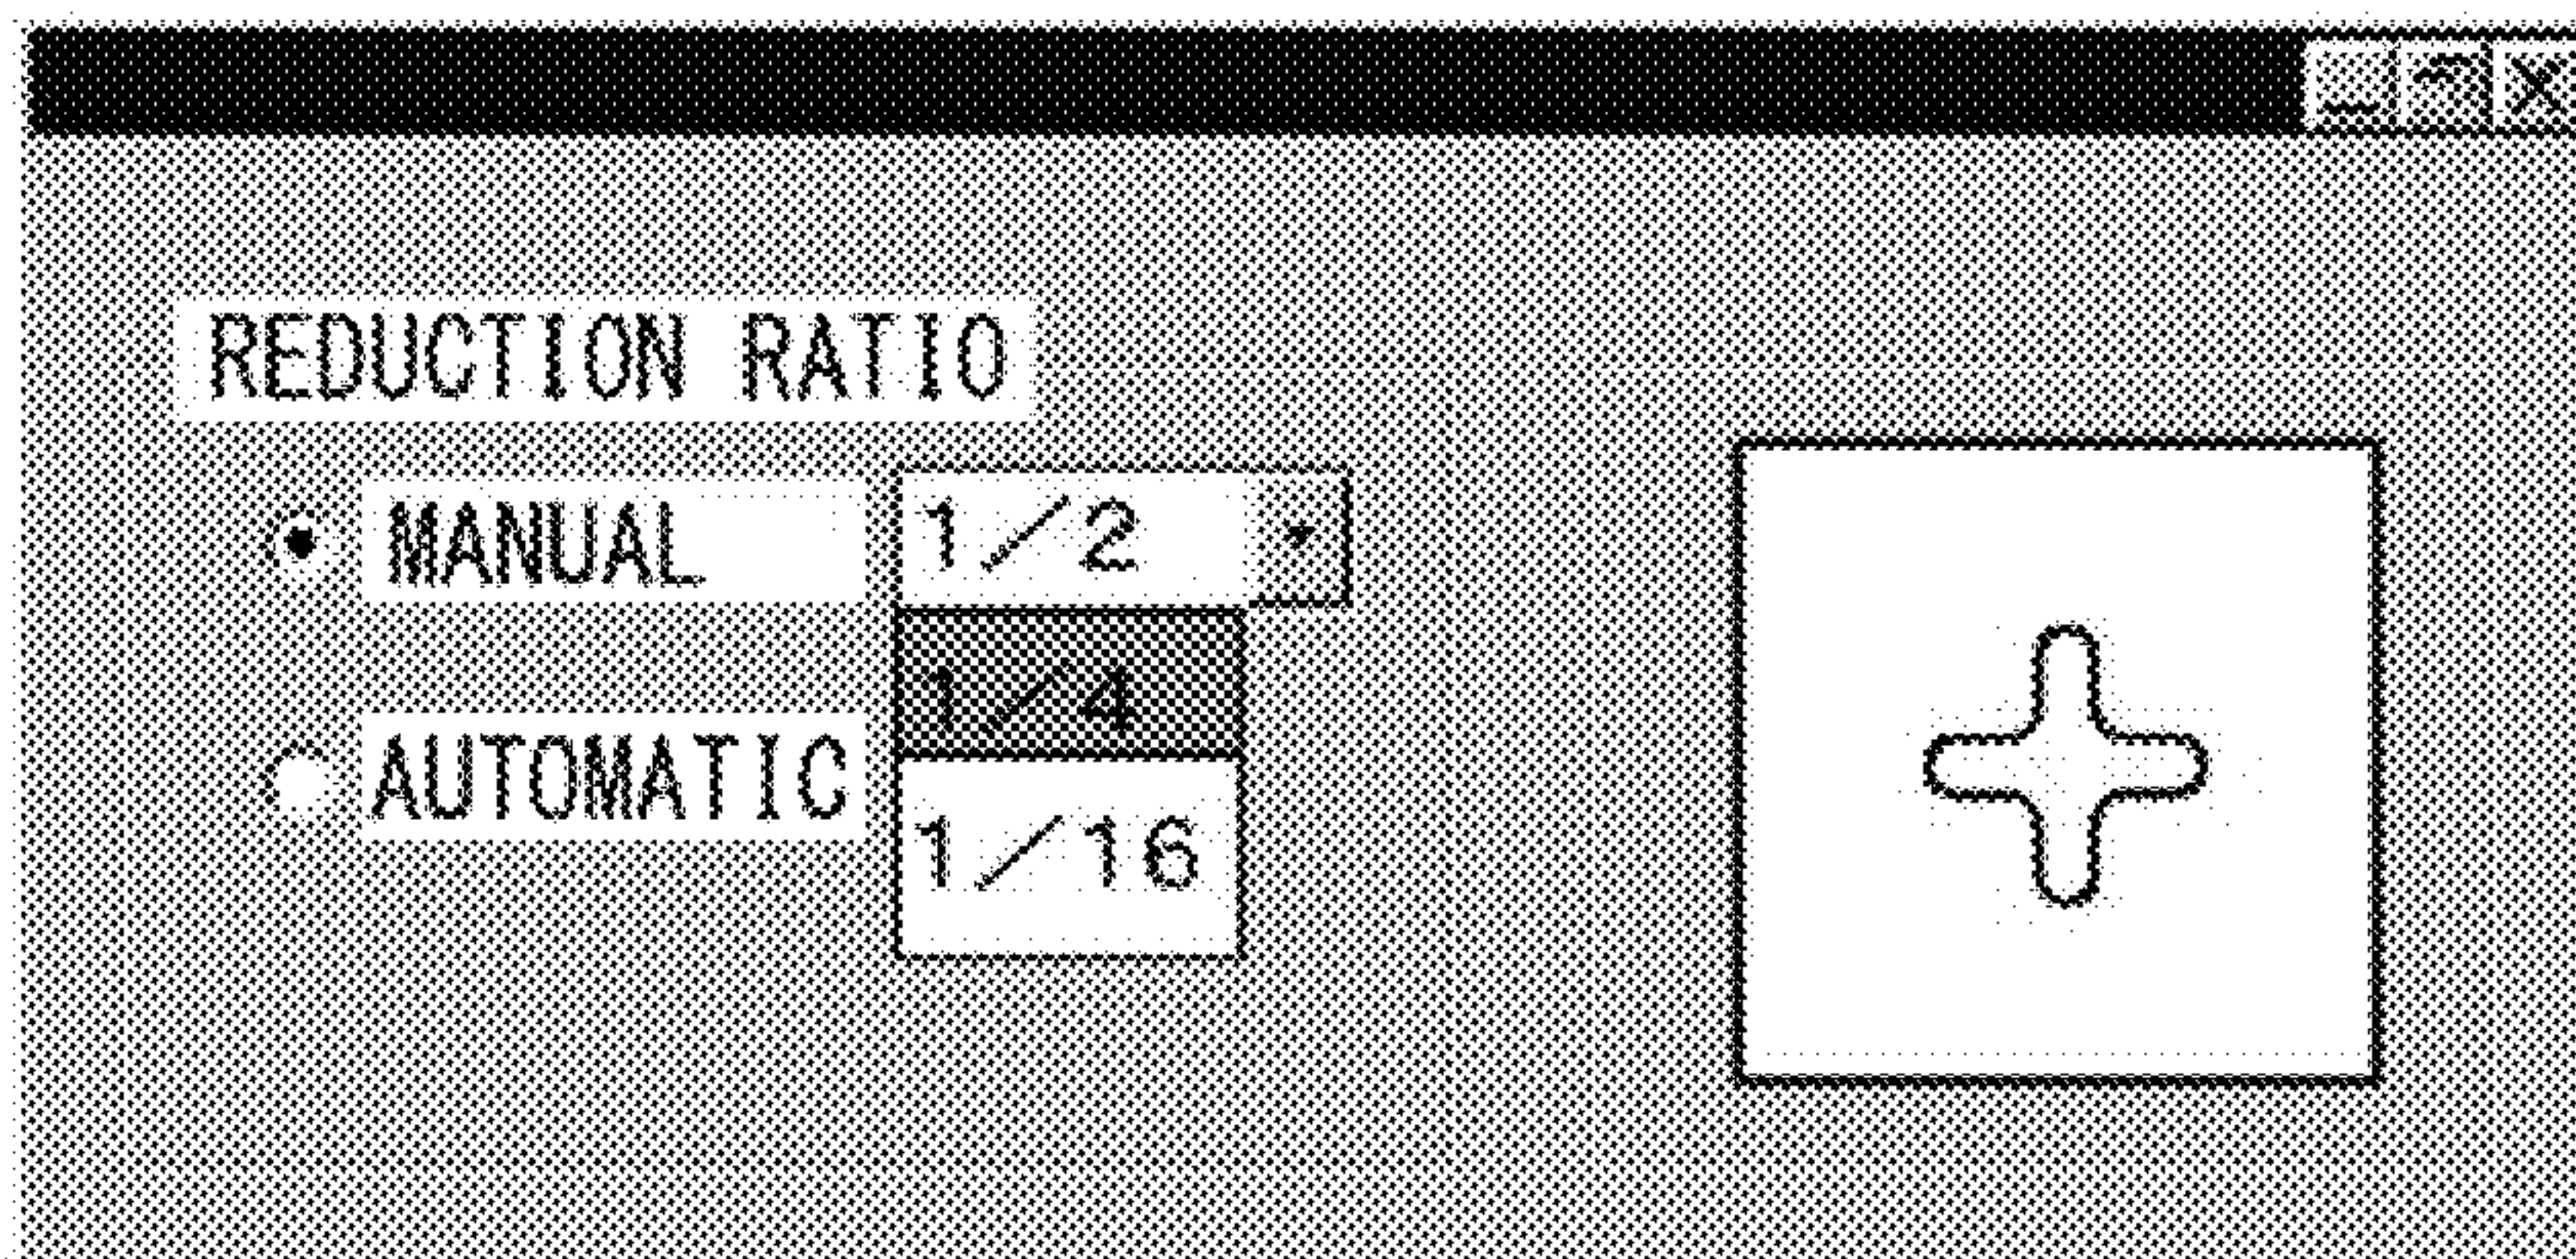 REDUCTION RATIO
MANUAL 1/2
1/4
AUTOMATIC
1/16